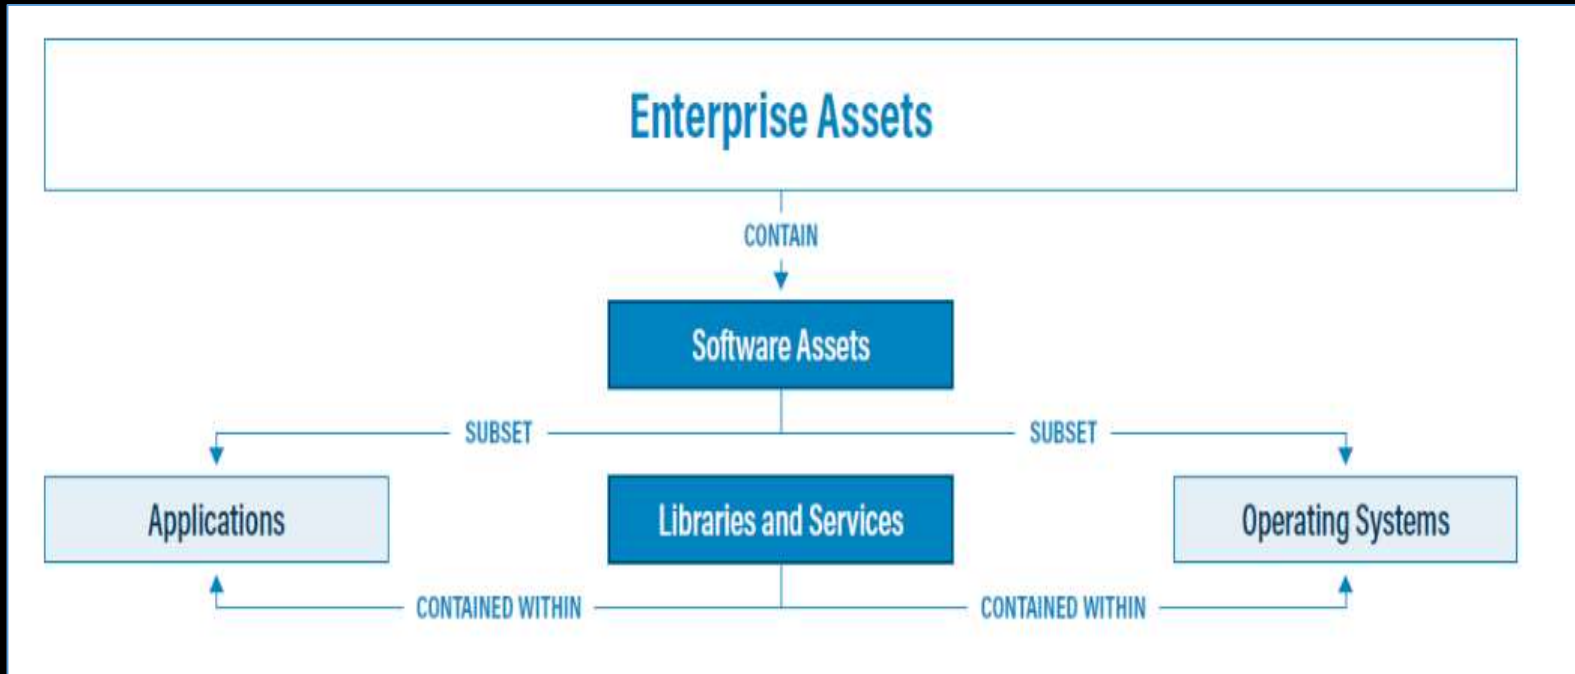 Enterprise Assets
CONTAIN
Software Assets
SUBSET
SUBSET
Applications
Libraries and Services
Operating Systems
CONTAINED WITHIN
CONTAINED WITHIN